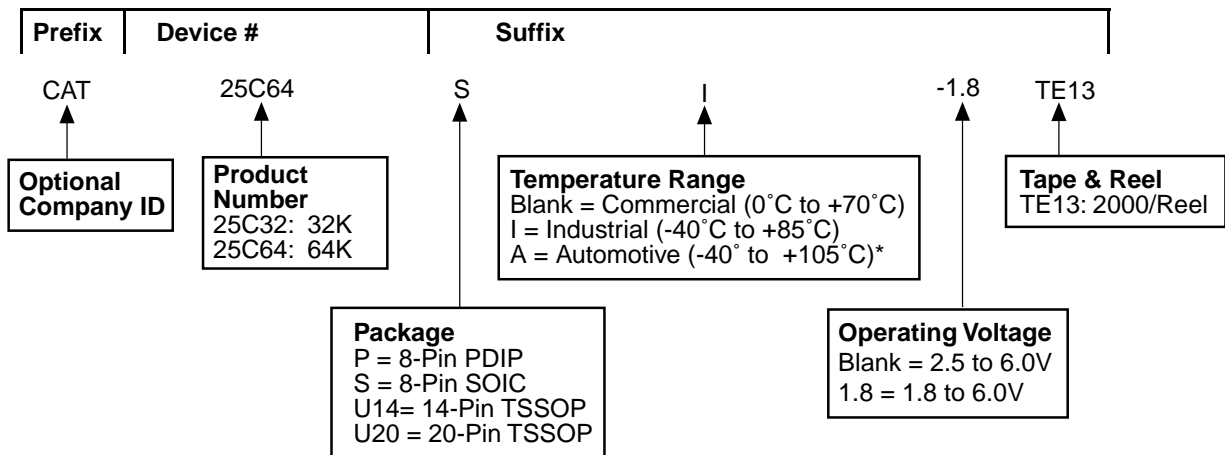 Prefix Device # Suffix
CAT 25C64 S I -1.8 TE13
Optional
Company ID
Product
Number
25C32: 32K
25C64: 64K
Temperature Range
Blank = Commercial (0˚C to +70˚C)
I = Industrial (-40˚C to +85˚C)
A = Automotive (-40˚ to +105˚C)*
Tape & Reel
TE13: 2000/Reel
Package
P = 8-Pin PDIP
S = 8-Pin SOIC
U14= 14-Pin TSSOP
U20 = 20-Pin TSSOP
Operating Voltage
Blank = 2.5 to 6.0V
1.8 = 1.8 to 6.0V